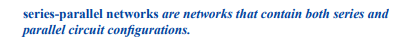 series-parallel networks are networks that contain both series and
parallel circuit configurations.